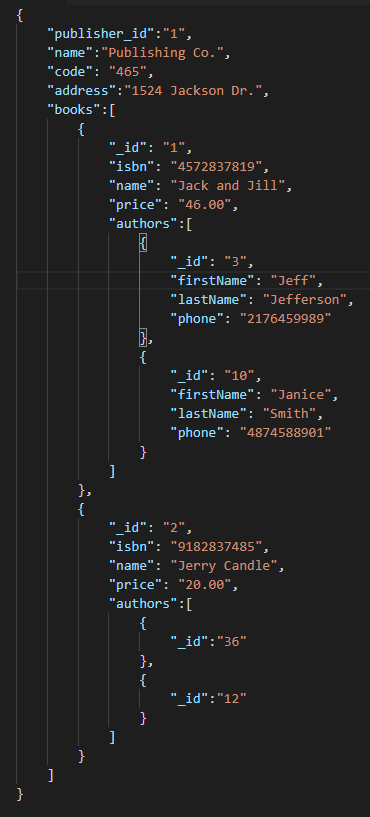 {
    "publisher_id":"1",
    "name":"Publishing Co.",
    "code": "465",
    "address":"1524 Jackson Dr.",
    "books":[
        {
            "_id": "1",
            "isbn": "4572837819",
            "name": "Jack and Jill",
            "price": "46.00",
            "authors":[
                {
                    "_id": "3",
                    "firstName": "Jeff",
                    "lastName": "Jefferson",
                    "phone": "2176459989"
                },
                {
                    "_id": "10",
                    "firstName": "Janice",
                    "lastName": "Smith",
                    "phone": "4874588901"
                }
            ]
        },
        {
            "_id": "2",
            "isbn": "9182837485",
            "name": "Jerry Candle",
            "price": "20.00",
            "authors":[
                {
                    "_id":"36"
                },
                {
                    "_id":"12"
                }
            ]
        }
    ]
}